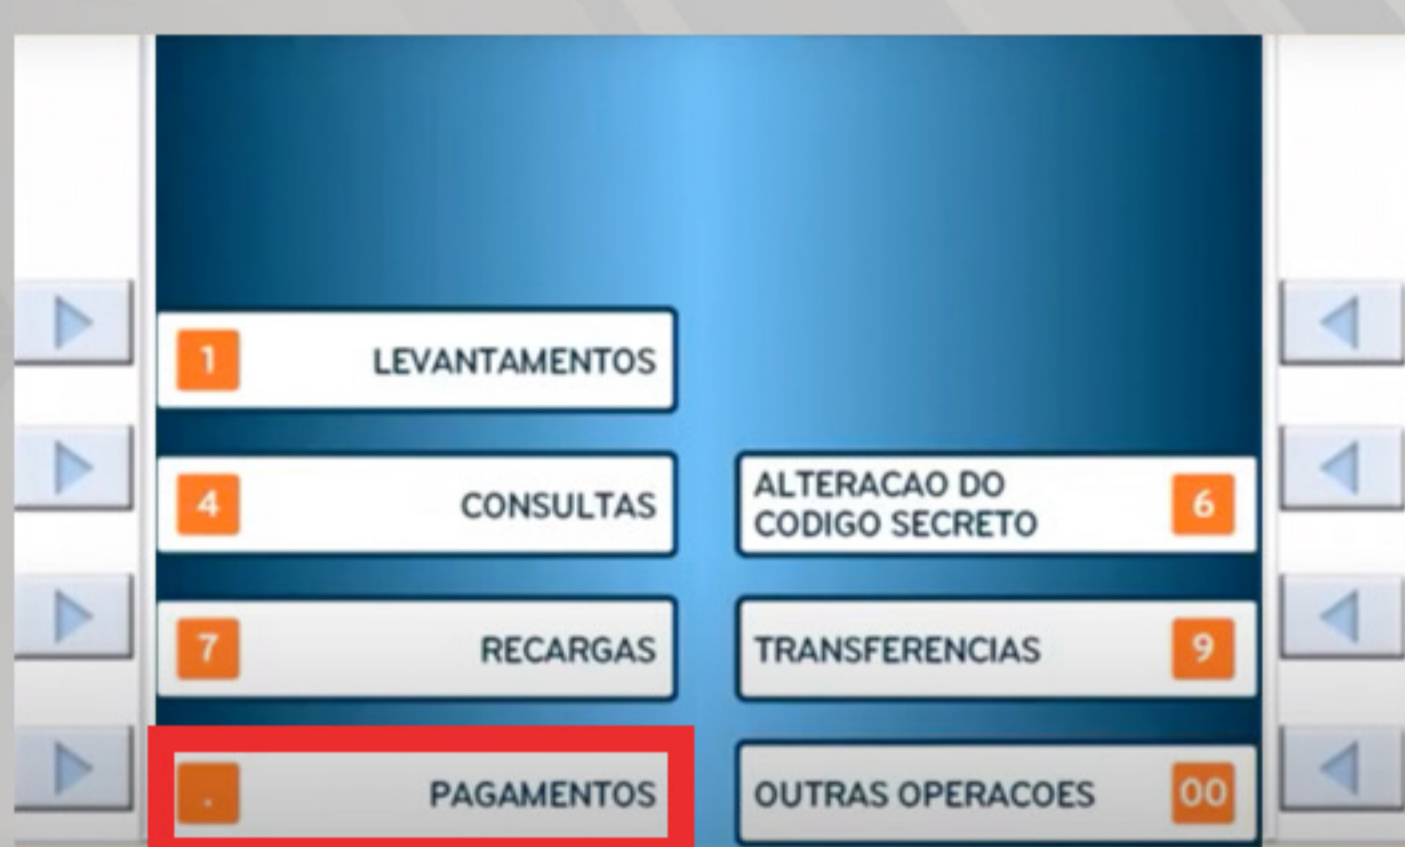 1 LEVANTAMENTOS
4 CONSULTAS
ALTERACAO DO
CODIGO SECRETO 6
7 RECARGAS
TRANSFERENCIAS 9
. PAGAMENTOS
OUTRAS OPERACOES 00